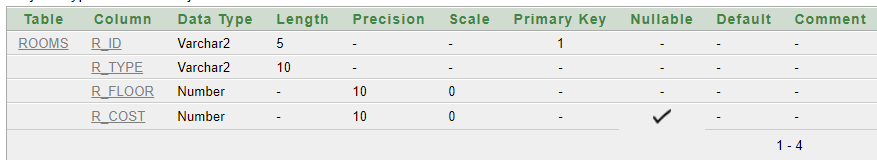 Table Column Data Type Length Precision Scale Primary Key Nullable Default Comment
ROOMS R_ID Varchar2 5 - - 1 - - -
R_TYPE Varchar2 10 - - - - - -
R_FLOOR Number - 10 0 - - - -
R_COST Number - 10 0 - ✓ - -
1 - 4